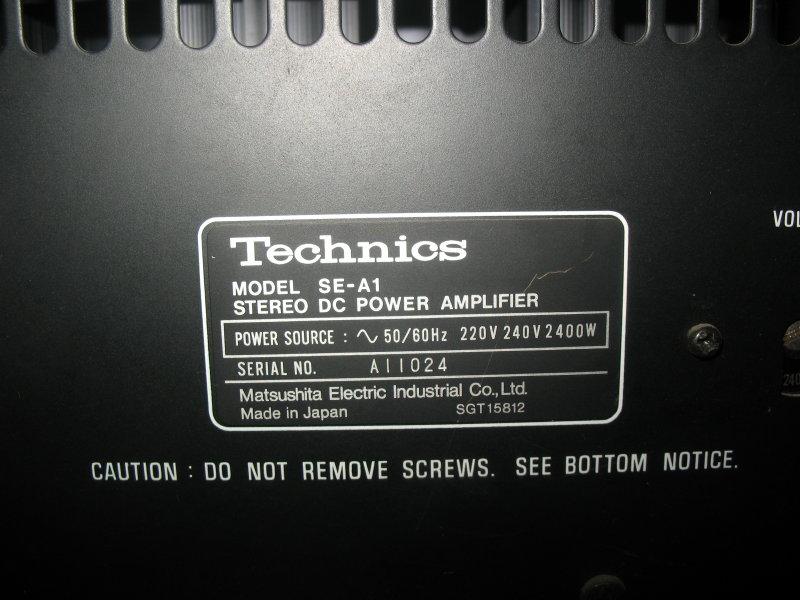 Technics
MODEL SE-A1
STEREO DC POWER AMPLIFIER
POWER SOURCE : ∿ 50/60Hz 220V 240V 2400W
SERIAL NO. A11024
Matsushita Electric Industrial Co., Ltd.
Made in Japan SGT15812
CAUTION : DO NOT REMOVE SCREWS. SEE BOTTOM NOTICE.
VOL
240